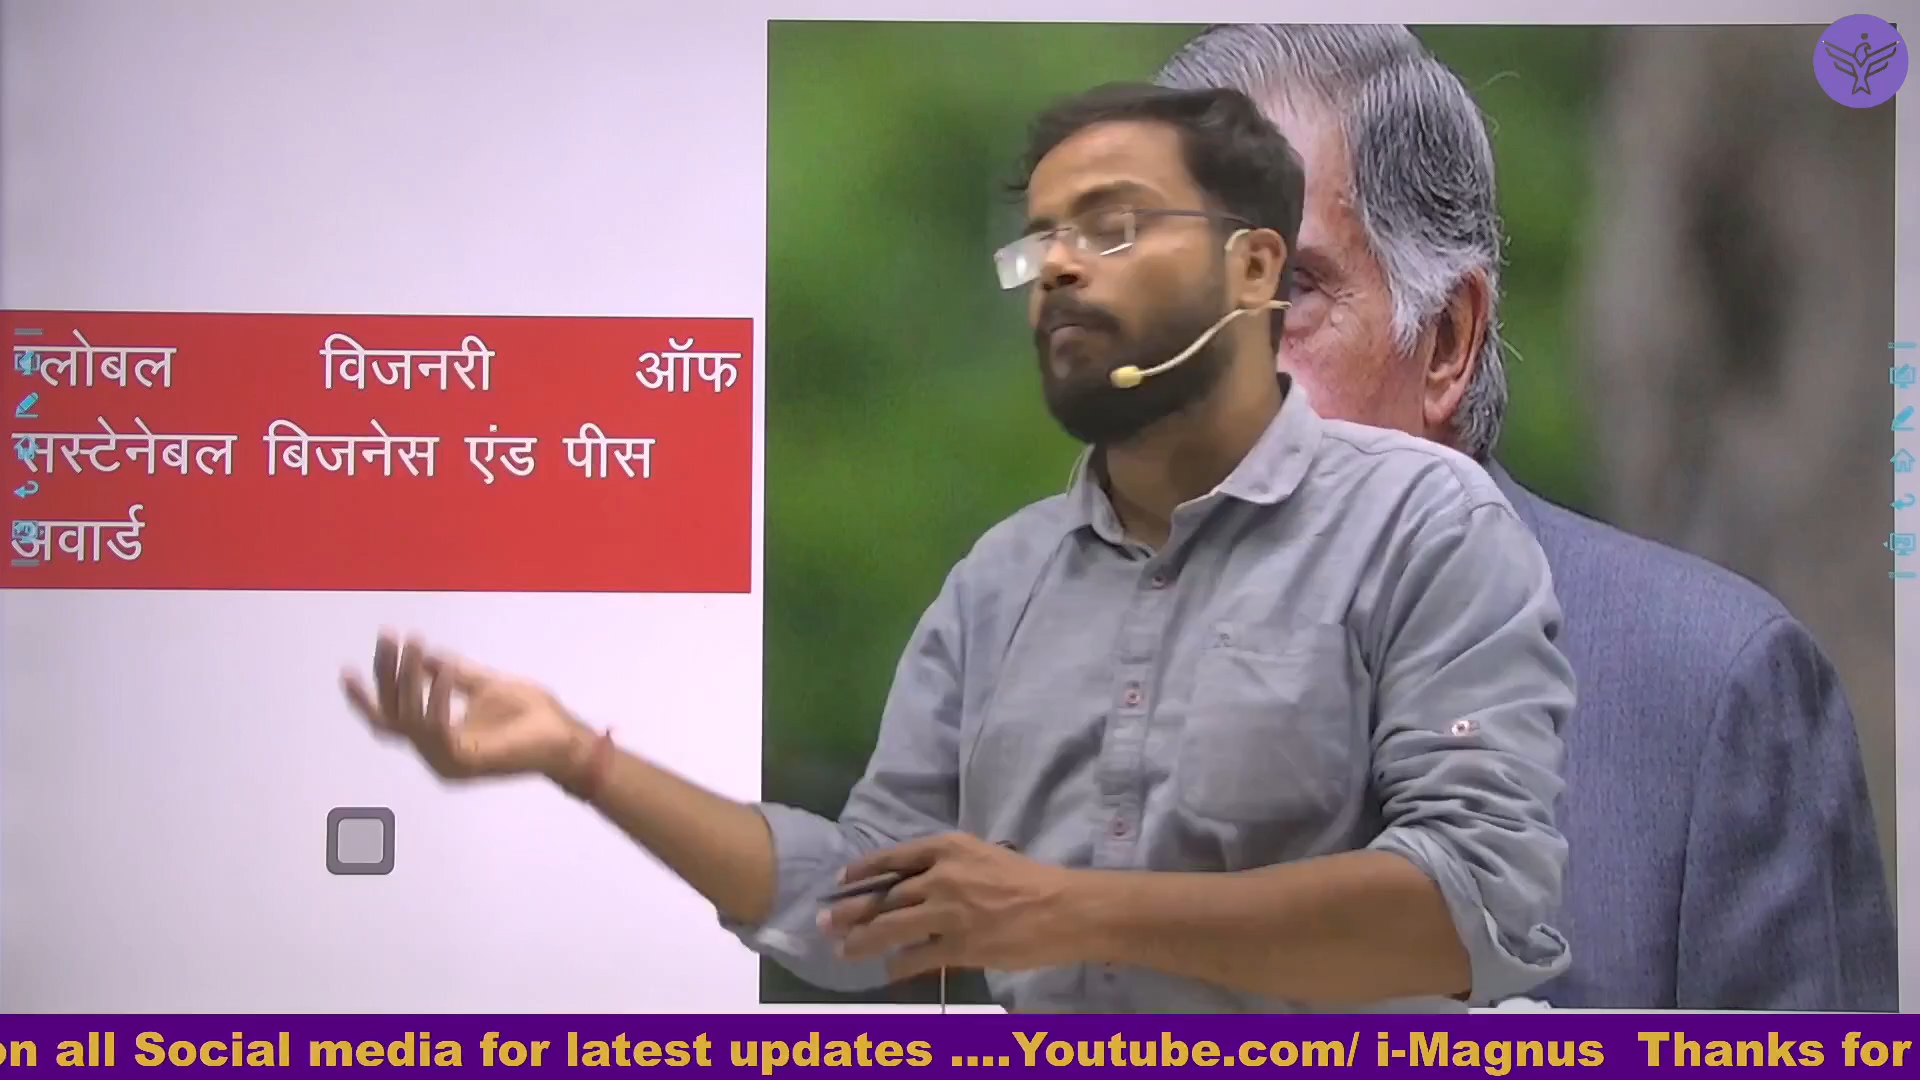 ग्लोबल विजनरी ऑफ
सस्टेनेबल बिजनेस एंड पीस
अवार्ड
on all Social media for latest updates ....Youtube.com/ i-Magnus Thanks for